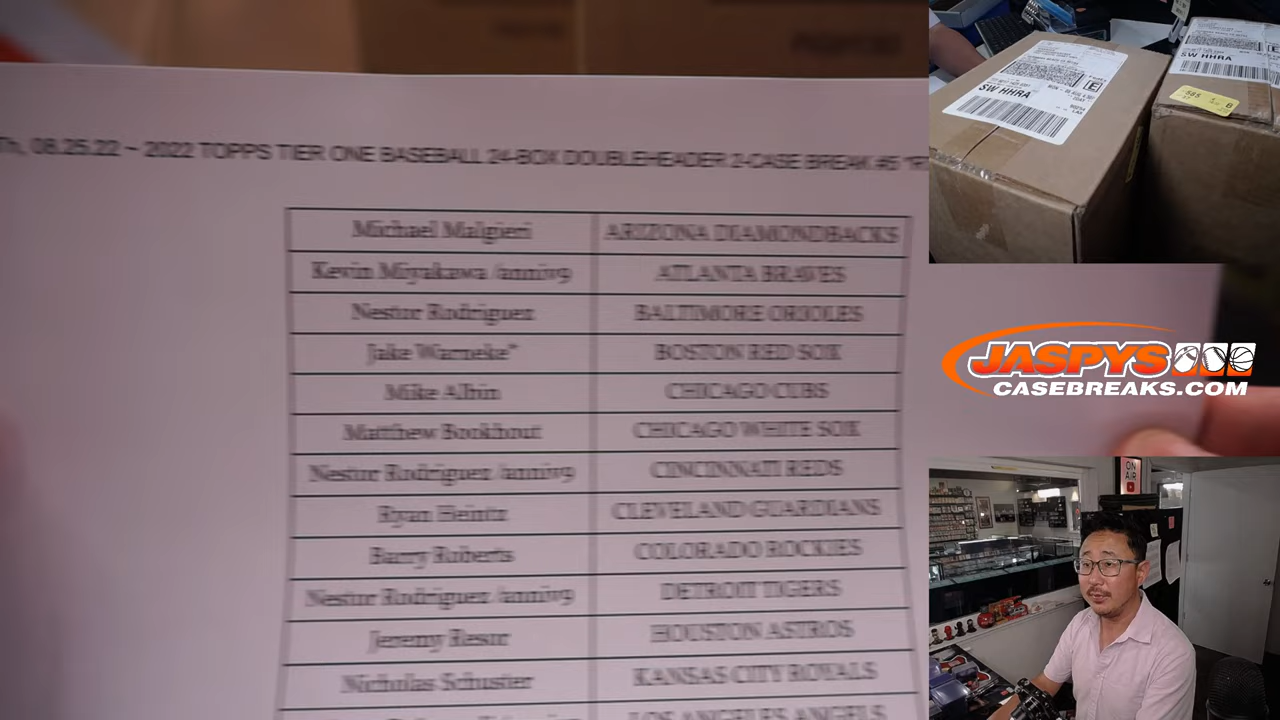 Th, 08.25.22 ~ 2022 TOPPS TIER ONE BASEBALL 24-BOX DOUBLEHEADER 2-CASE BREAK #5 *R
Michael Malgieri ARIZONA DIAMONDBACKS
Kevin Miyakawa /anniv9 ATLANTA BRAVES
Nestor Rodriguez BALTIMORE ORIOLES
Jake Warneke* BOSTON RED SOX
Mike Albin CHICAGO CUBS
Matthew Bookhout CHICAGO WHITE SOX
Nestor Rodriguez /anniv9 CINCINNATI REDS
Ryan Heintz CLEVELAND GUARDIANS
Barry Roberts COLORADO ROCKIES
Nestor Rodriguez /anniv9 DETROIT TIGERS
Jeremy Resor HOUSTON ASTROS
Nicholas Schuster KANSAS CITY ROYALS
LOS ANGELES ANGELS
SW HHRA
E
SW HHRA
585
B
JASPYS
CASEBREAKS.COM
ON
AIR